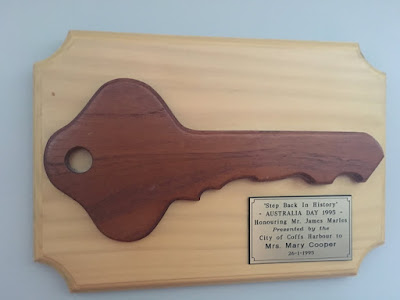 'Step Back In History'
- AUSTRALIA DAY 1995 -
Honouring Mr. James Marles
Presented by the
City of Coffs Harbour to
Mrs. Mary Cooper
26-1-1995